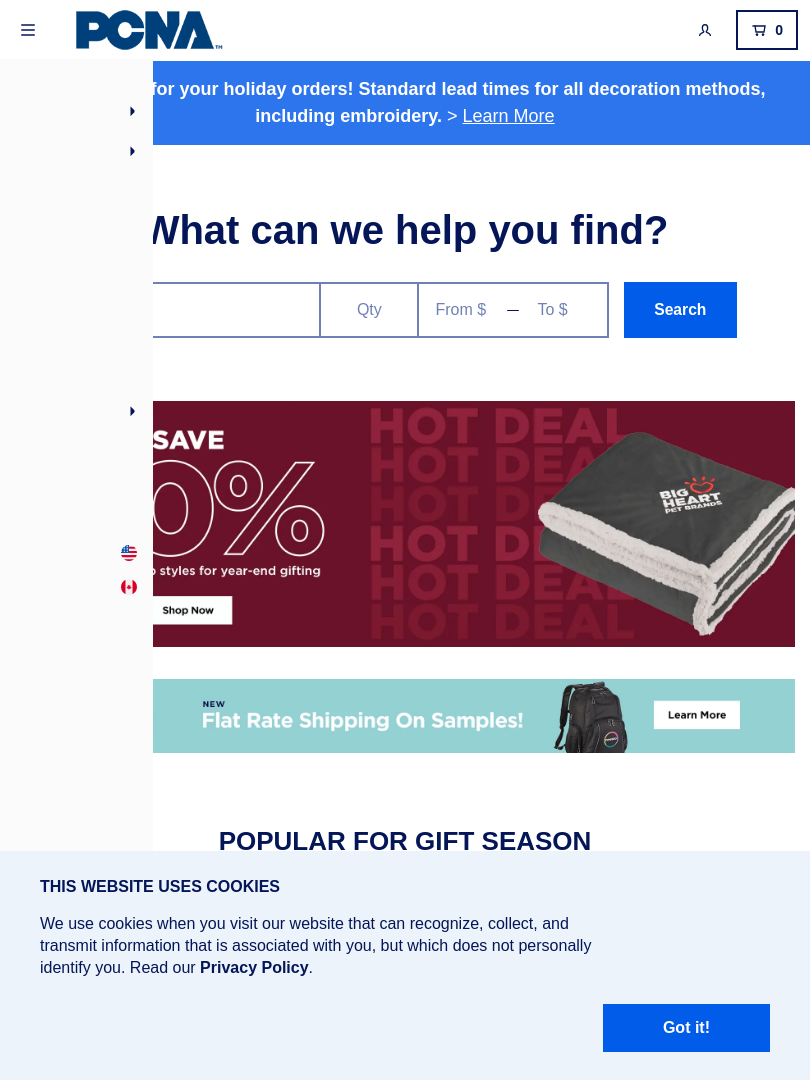 PCNA
0
for your holiday orders! Standard lead times for all decoration methods,
including embroidery. > Learn More
What can we help you find?
Qty
From $ — To $
Search
SAVE
0%
HOT DEAL
HOT DEAL
HOT DEAL
HOT DEAL
HOT DEAL
HOT DEAL
BIG
HEART
PET BRANDS
styles for year-end gifting
Shop Now
NEW
Flat Rate Shipping On Samples!
Learn More
POPULAR FOR GIFT SEASON
THIS WEBSITE USES COOKIES
We use cookies when you visit our website that can recognize, collect, and
transmit information that is associated with you, but which does not personally
identify you. Read our Privacy Policy.
Got it!